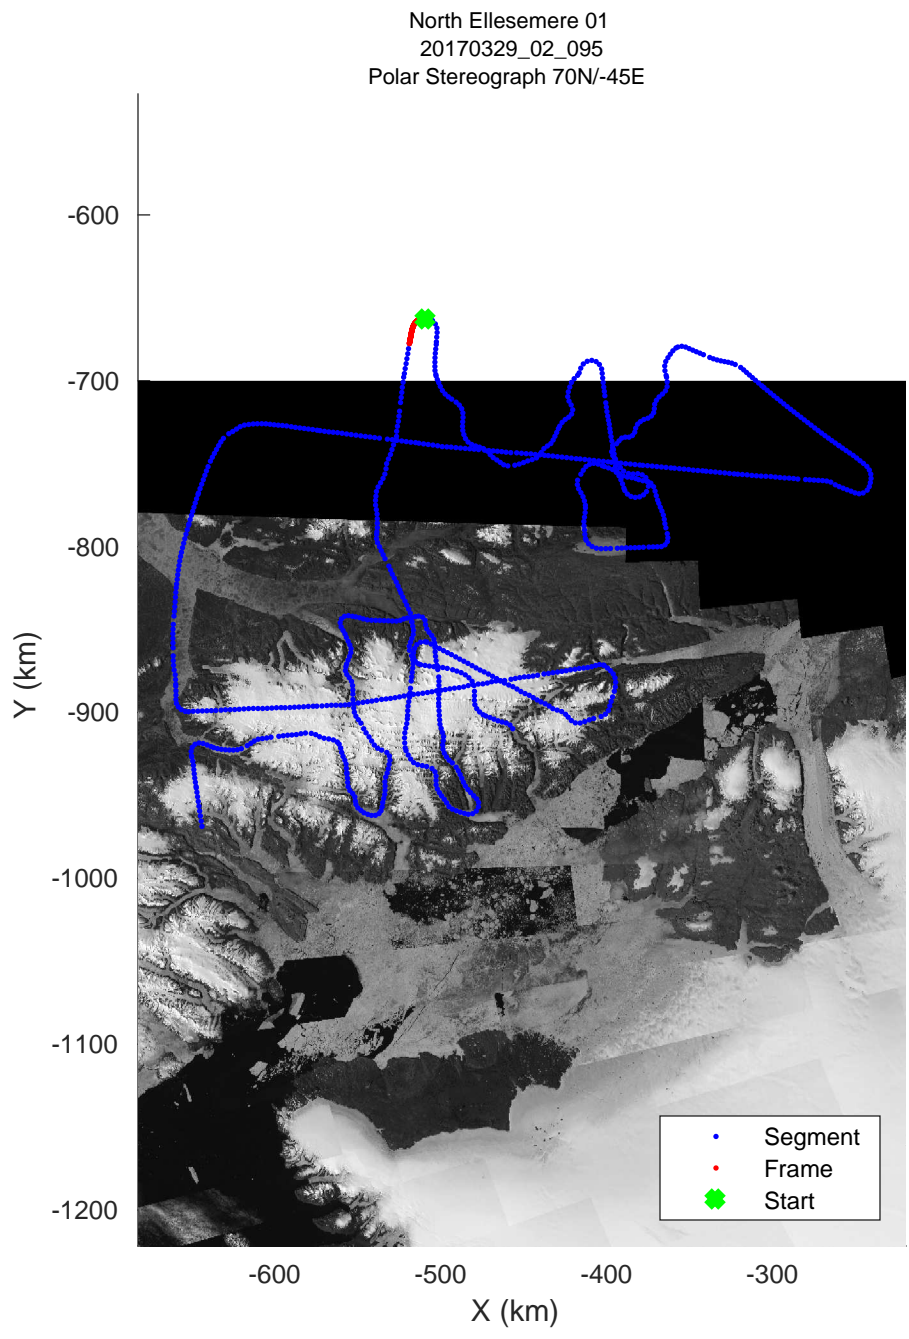 North Ellesemere 01
20170329_02_095
Polar Stereograph 70N/-45E
-600
-700
-800
-900
-1000
-1100
-1200
Y (km)
Segment
Frame
Start
-600 -500 -400 -300
X (km)